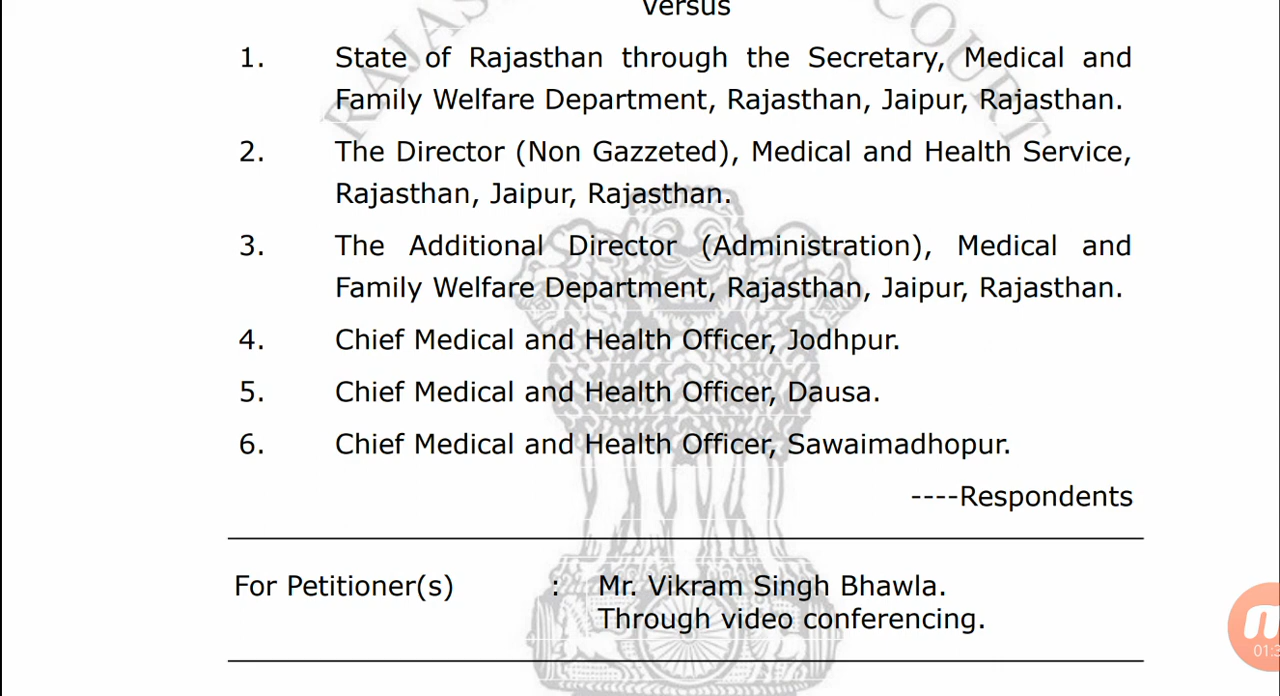 versus
1. State of Rajasthan through the Secretary, Medical and
Family Welfare Department, Rajasthan, Jaipur, Rajasthan.
2. The Director (Non Gazzeted), Medical and Health Service,
Rajasthan, Jaipur, Rajasthan.
3. The Additional Director (Administration), Medical and
Family Welfare Department, Rajasthan, Jaipur, Rajasthan.
4. Chief Medical and Health Officer, Jodhpur.
5. Chief Medical and Health Officer, Dausa.
6. Chief Medical and Health Officer, Sawaimadhopur.
----Respondents
For Petitioner(s) : Mr. Vikram Singh Bhawla.
Through video conferencing.
COURT